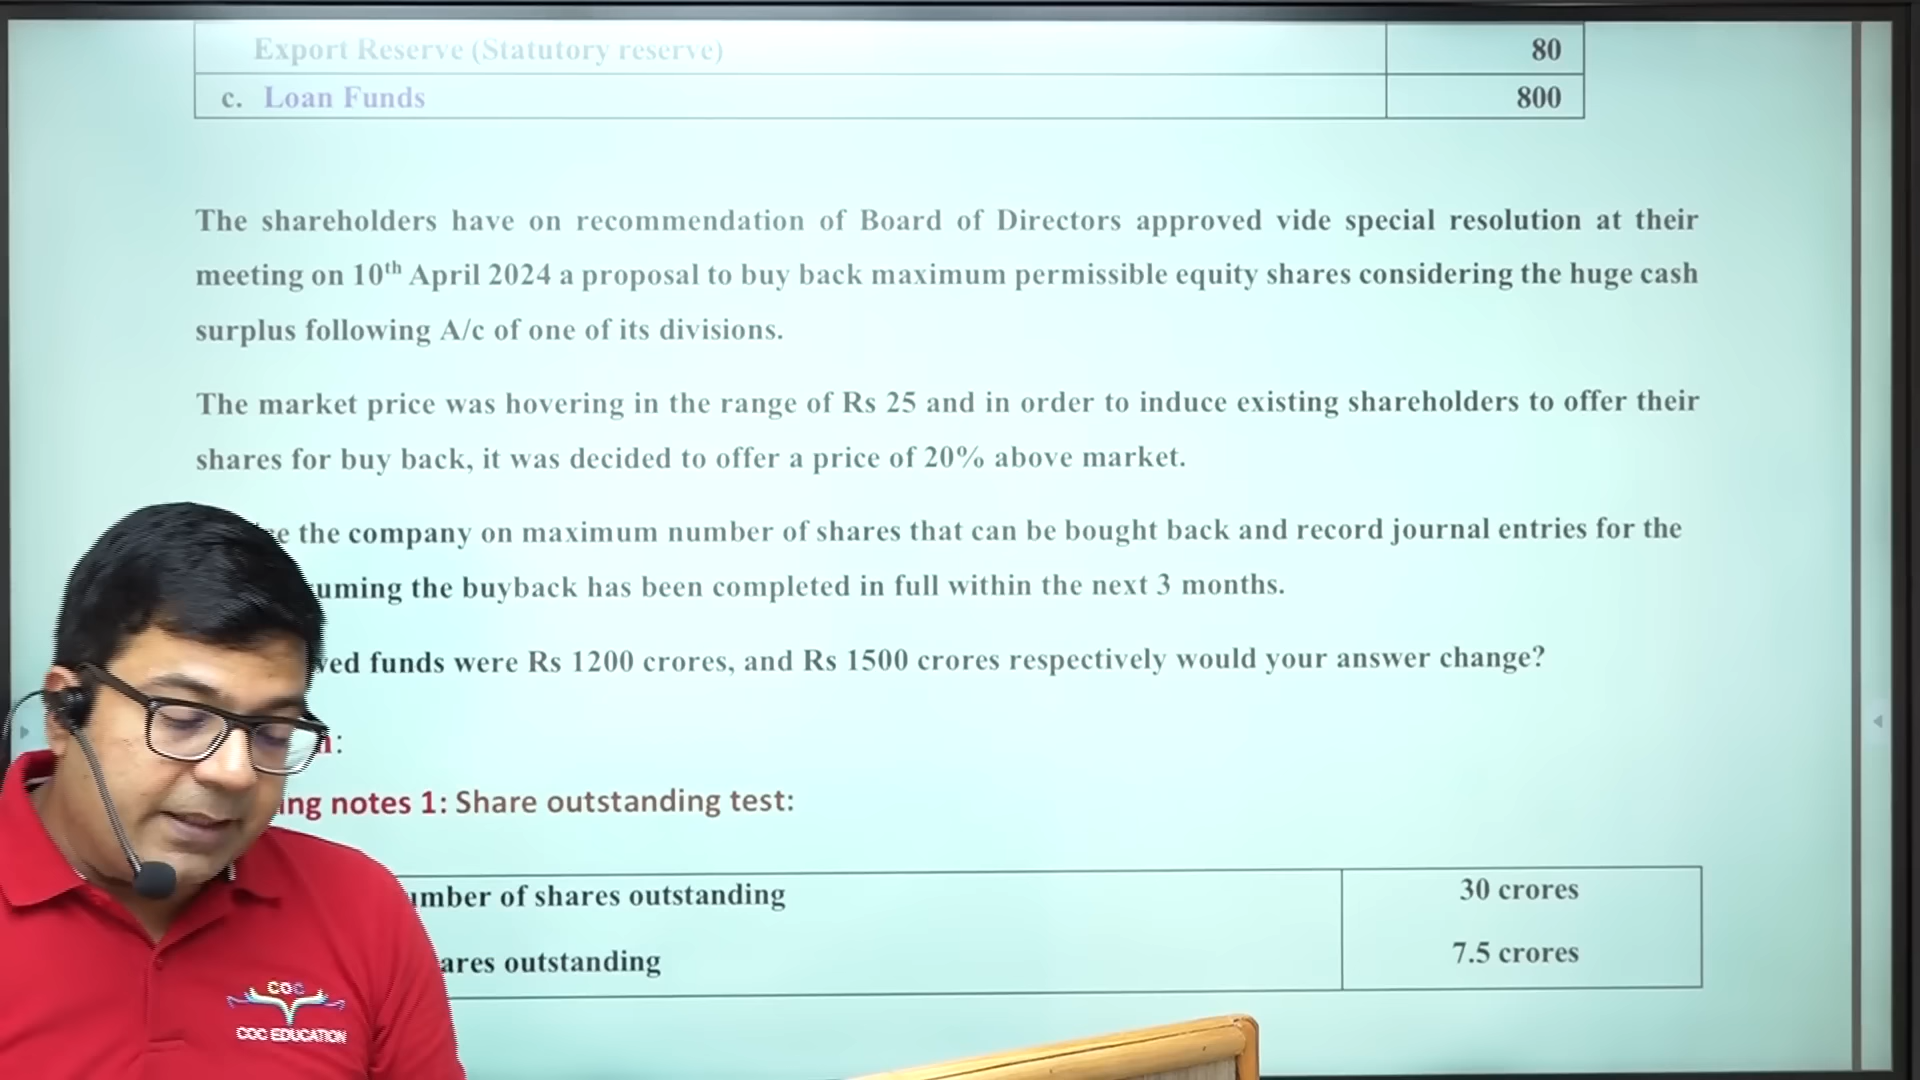 Export Reserve (Statutory reserve) 80
c. Loan Funds 800
The shareholders have on recommendation of Board of Directors approved vide special resolution at their
meeting on 10th April 2024 a proposal to buy back maximum permissible equity shares considering the huge cash
surplus following A/c of one of its divisions.
The market price was hovering in the range of Rs 25 and in order to induce existing shareholders to offer their
shares for buy back, it was decided to offer a price of 20% above market.
the company on maximum number of shares that can be bought back and record journal entries for the
uming the buyback has been completed in full within the next 3 months.
ved funds were Rs 1200 crores, and Rs 1500 crores respectively would your answer change?
n:
ing notes 1: Share outstanding test:
umber of shares outstanding 30 crores
ares outstanding 7.5 crores
COC
COC EDUCATION